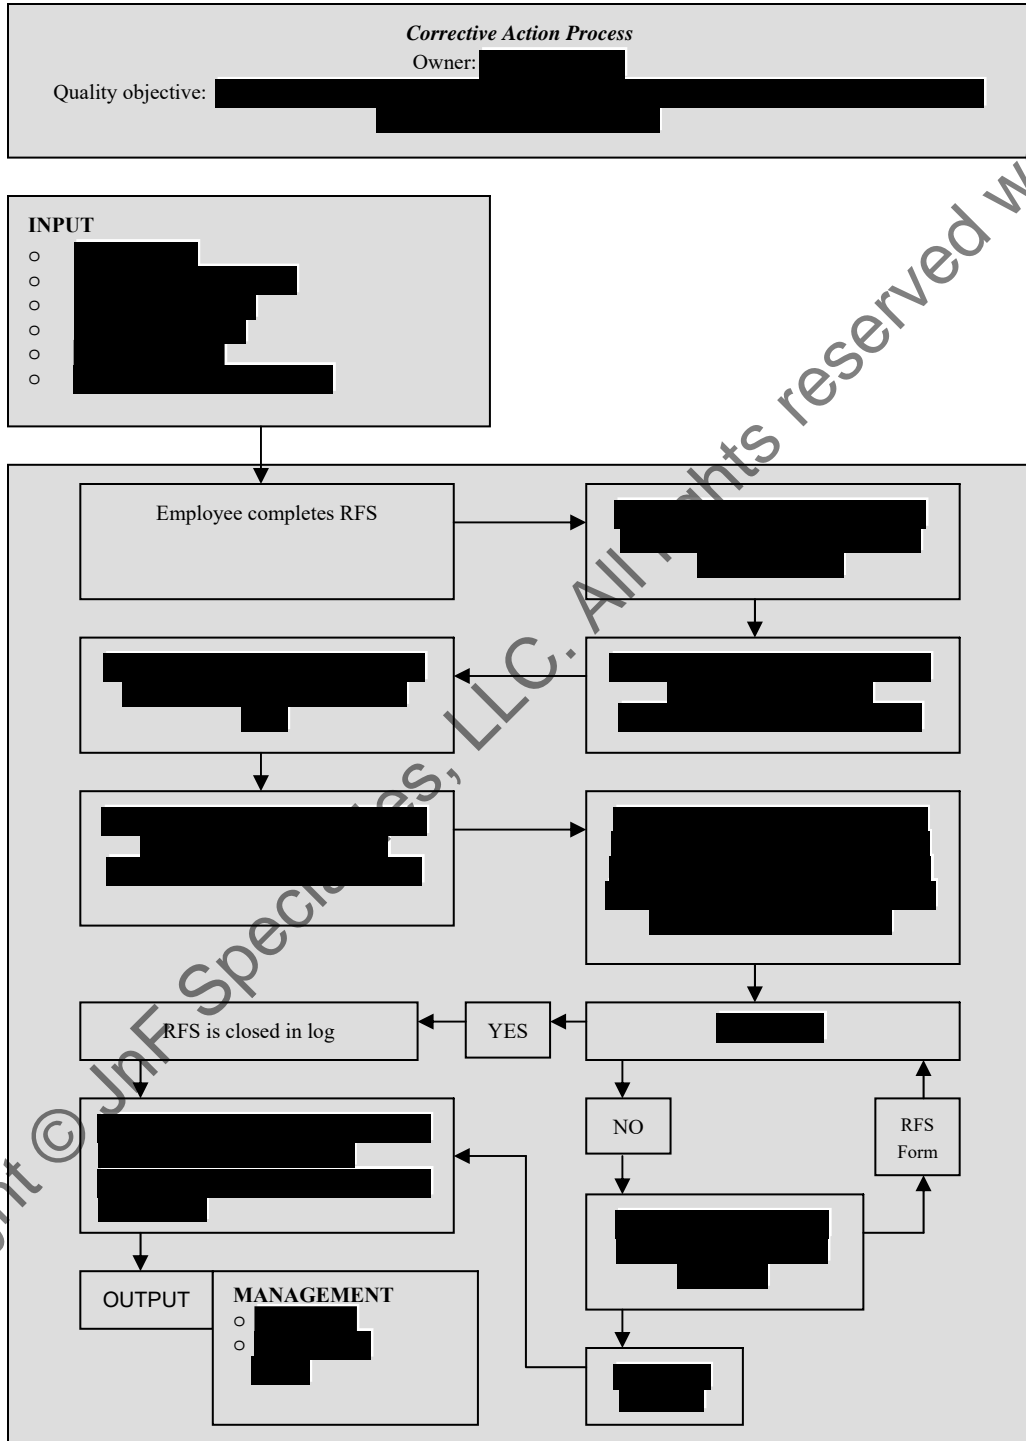 Corrective Action Process
Owner:
Quality objective:
INPUT
Employee completes RFS
RFS is closed in log
YES
NO
RFS
Form
OUTPUT
MANAGEMENT
© JnF Specialties, LLC. All rights reserved